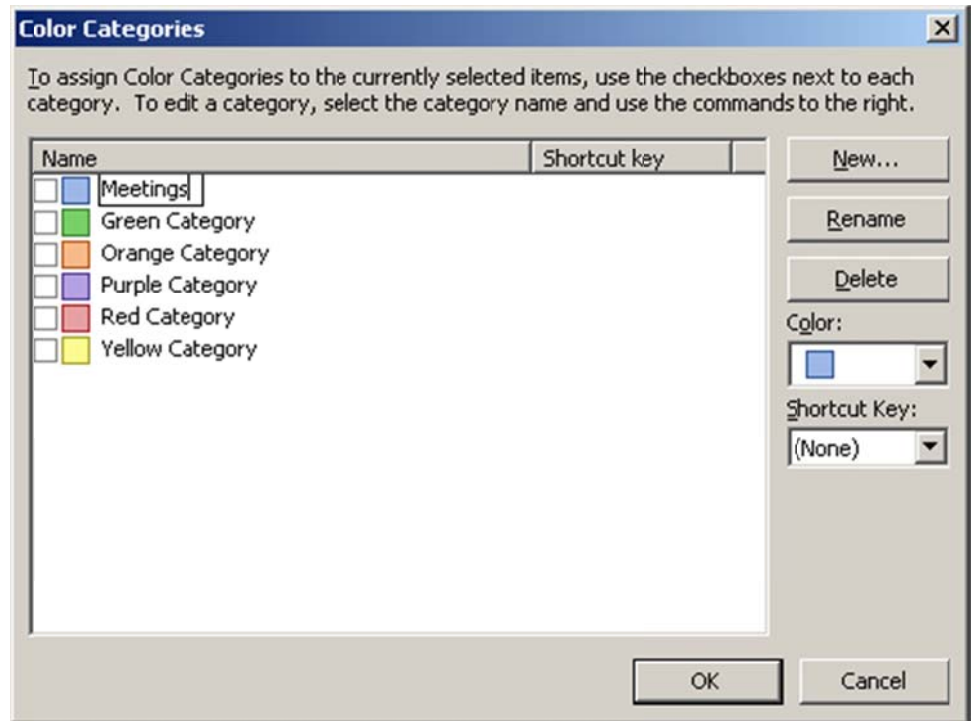 Color Categories
To assign Color Categories to the currently selected items, use the checkboxes next to each
category. To edit a category, select the category name and use the commands to the right.
Name Shortcut key
Meetings
Green Category
Orange Category
Purple Category
Red Category
Yellow Category
New...
Rename
Delete
Color:
Shortcut Key:
(None)
OK Cancel